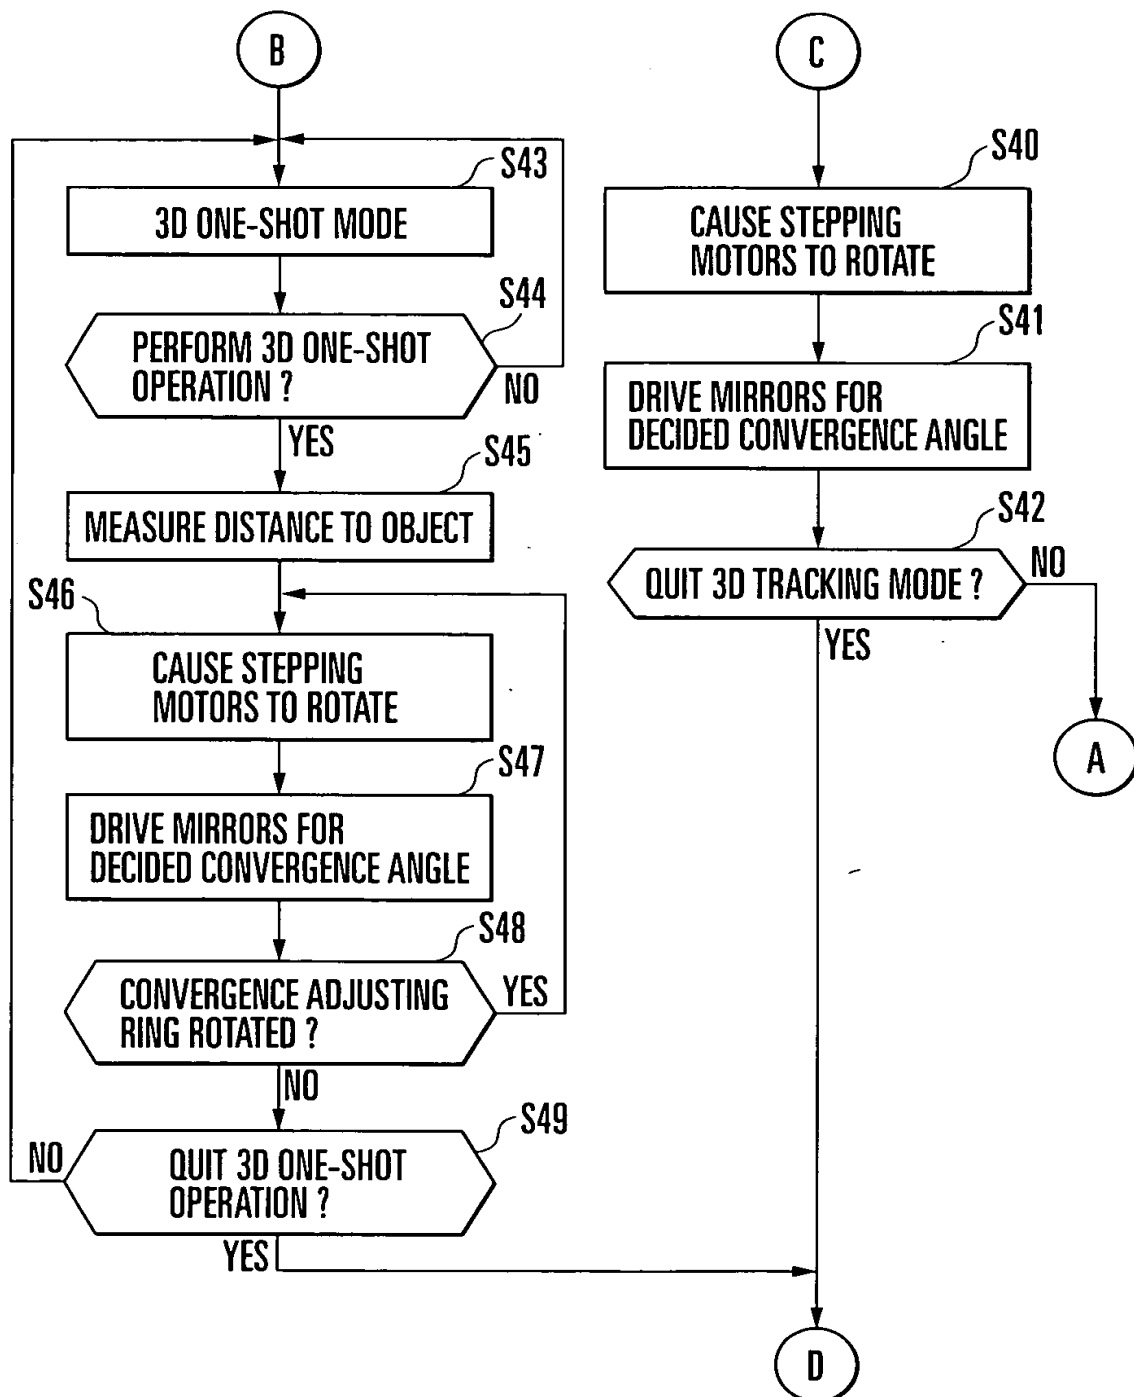 B
S43
3D ONE-SHOT MODE
S44
PERFORM 3D ONE-SHOT
OPERATION ?
NO
YES
S45
MEASURE DISTANCE TO OBJECT
S46
CAUSE STEPPING
MOTORS TO ROTATE
S47
DRIVE MIRRORS FOR
DECIDED CONVERGENCE ANGLE
S48
CONVERGENCE ADJUSTING
RING ROTATED ?
YES
NO
S49
NO
QUIT 3D ONE-SHOT
OPERATION ?
YES
C
S40
CAUSE STEPPING
MOTORS TO ROTATE
S41
DRIVE MIRRORS FOR
DECIDED CONVERGENCE ANGLE
S42
QUIT 3D TRACKING MODE ?
NO
YES
A
D